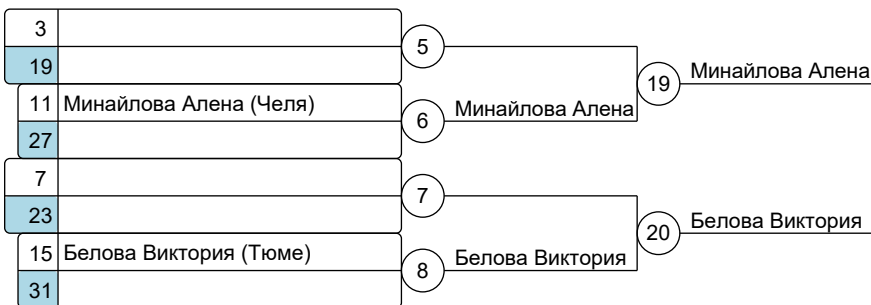 3
5
19
19 Минайлова Алена
11 Минайлова Алена (Челя)
6 Минайлова Алена
27
7
7
23
20 Белова Виктория
15 Белова Виктория (Тюме)
8 Белова Виктория
31